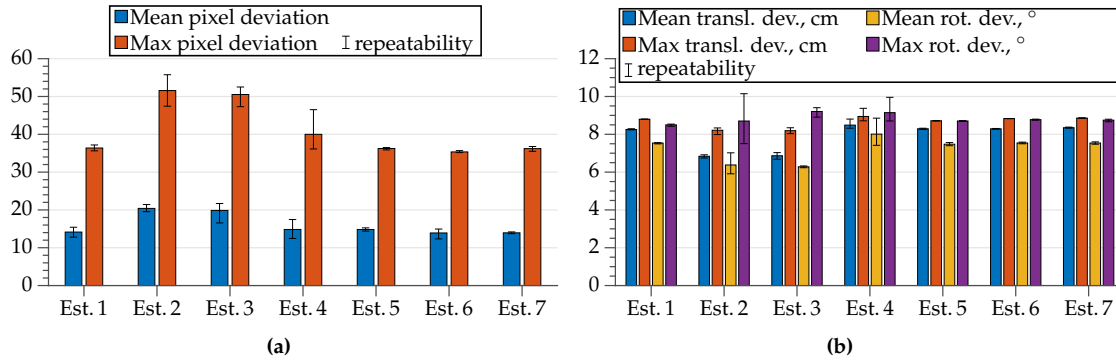 Mean pixel deviation
Max pixel deviation
repeatability
60
50
40
30
20
10
0
Est. 1 Est. 2 Est. 3 Est. 4 Est. 5 Est. 6 Est. 7
(a)
Mean transl. dev., cm Mean rot. dev., °
Max transl. dev., cm Max rot. dev., °
repeatability
12
10
8
6
4
2
0
Est. 1 Est. 2 Est. 3 Est. 4 Est. 5 Est. 6 Est. 7
(b)